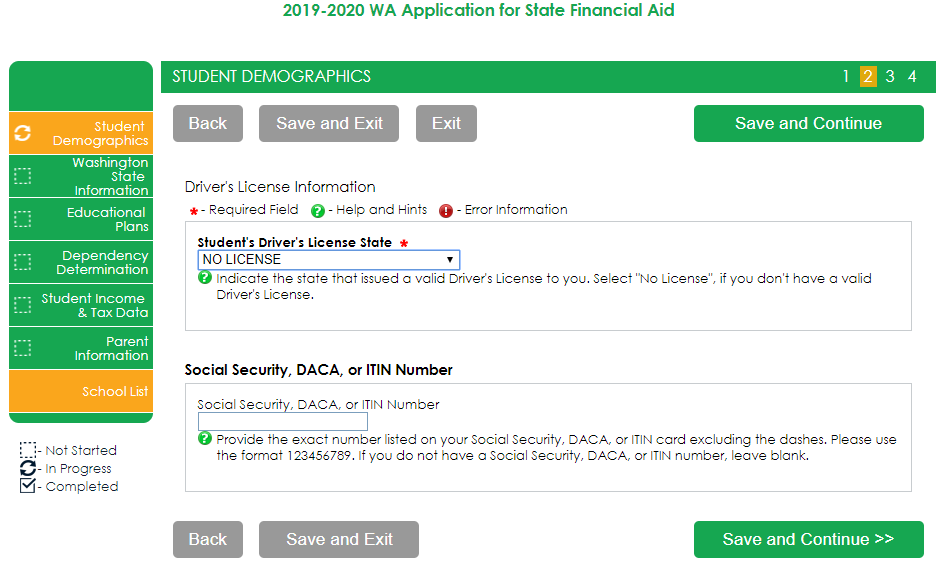 2019-2020 WA Application for State Financial Aid
STUDENT DEMOGRAPHICS
1 2 3 4
Student
Demographics
Washington
State
Information
Educational
Plans
Dependency
Determination
Student Income
& Tax Data
Parent
Information
School List
- Not Started
- In Progress
- Completed
Back Save and Exit Exit Save and Continue
Driver's License Information
* - Required Field ? - Help and Hints ! - Error Information
Student's Driver's License State *
NO LICENSE
? Indicate the state that issued a valid Driver's License to you. Select "No License", if you don't have a valid
Driver's License.
Social Security, DACA, or ITIN Number
Social Security, DACA, or ITIN Number
? Provide the exact number listed on your Social Security, DACA, or ITIN card excluding the dashes. Please use
the format 123456789. If you do not have a Social Security, DACA, or ITIN number, leave blank.
Back Save and Exit Save and Continue >>